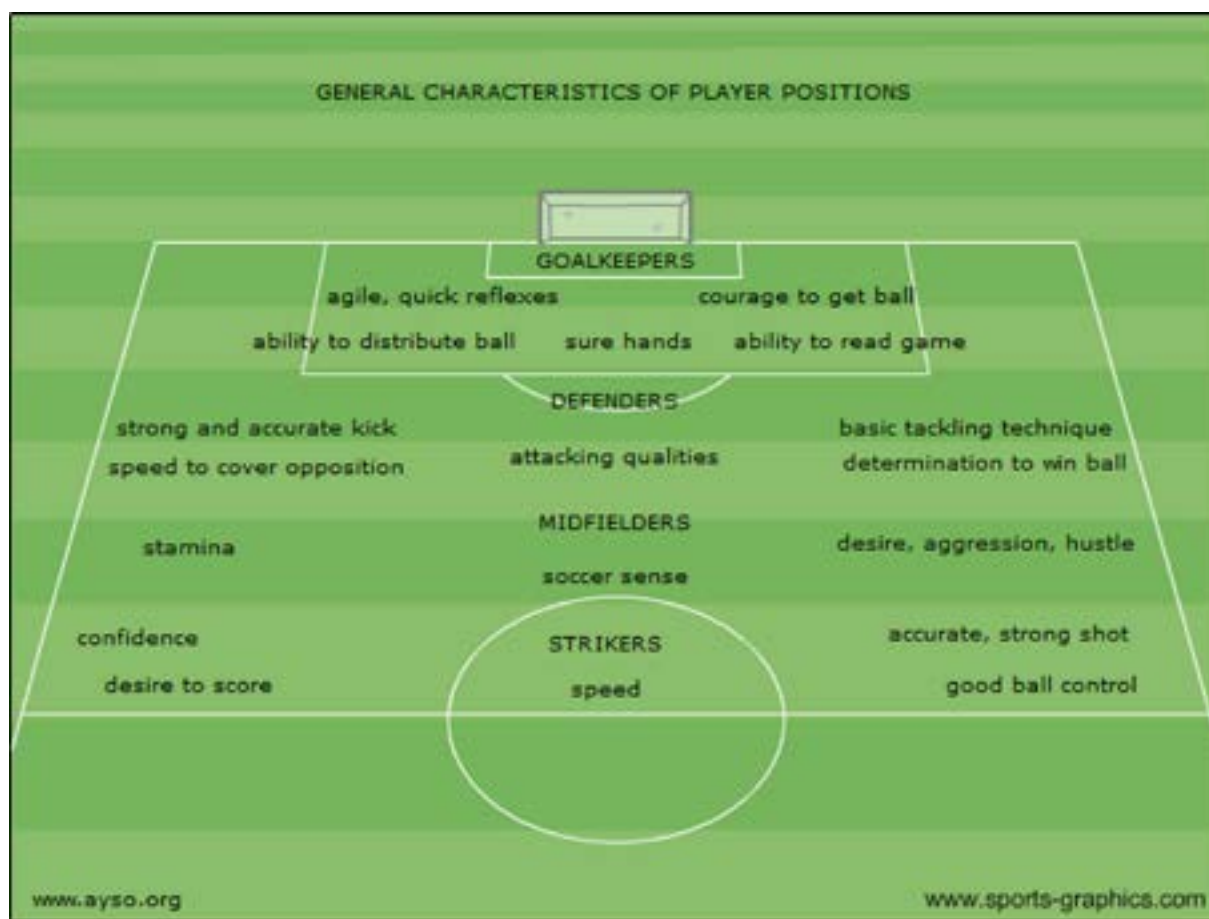 GENERAL CHARACTERISTICS OF PLAYER POSITIONS
GOALKEEPERS
agile, quick reflexes courage to get ball
ability to distribute ball sure hands ability to read game
DEFENDERS
strong and accurate kick basic tackling technique
speed to cover opposition attacking qualities determination to win ball
MIDFIELDERS
stamina desire, aggression, hustle
soccer sense
confidence STRIKERS accurate, strong shot
desire to score speed good ball control
www.ayso.org www.sports-graphics.com